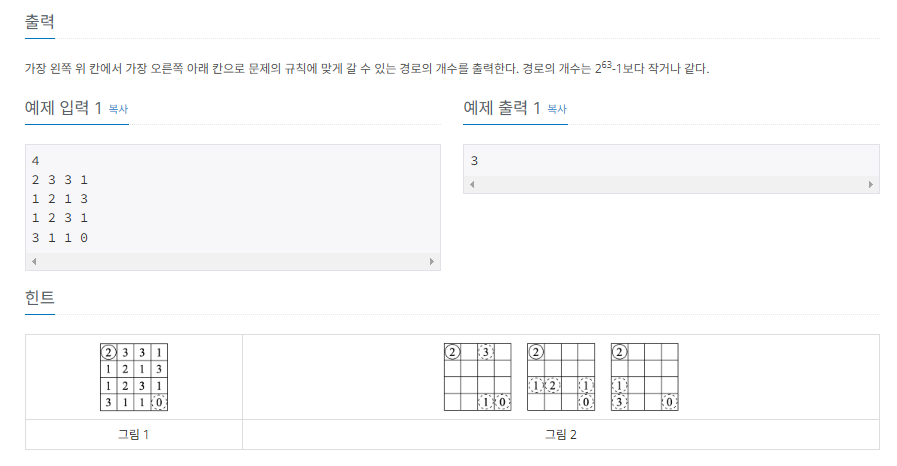 출력
가장 왼쪽 위 칸에서 가장 오른쪽 아래 칸으로 문제의 규칙에 맞게 갈 수 있는 경로의 개수를 출력한다. 경로의 개수는 2^63-1보다 작거나 같다.
예제 입력 1 복사
4
2 3 3 1
1 2 1 3
1 2 3 1
3 1 1 0
예제 출력 1 복사
3
힌트
2 3 3 1
1 2 1 3
1 2 3 1
3 1 1 0
그림 1
2 3
1 0
2
1 2 1
0
2
1
3 0
그림 2